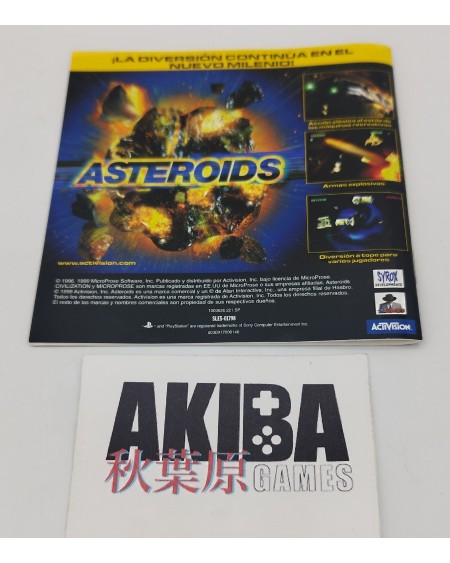 ¡LA DIVERSIÓN CONTINUA EN EL
NUEVO MILENIO!
Acción clásica al estilo de
las máquinas recreativas
ASTEROIDS
Armas explosivas
Diversión a tope para
varios jugadores
www.activision.com
© 1996, 1999 MicroProse Software, Inc. Publicado y distribuido por Activision, Inc. bajo licencia de MicroProse.
CIVILIZATION y MICROPROSE son marcas registradas en EE.UU de MicroProse o sus empresas afiliadas. Asteroids
© 1999 Activision, Inc. Asteroids es una marca comercial y un © de Atari Interactive, Inc., una empresa filial de Hasbro.
Todos los derechos reservados. Activision es una marca registrada de Activision, Inc. Todos los derechos reservados.
El resto de las marcas y nombres comerciales son propiedad de sus respectivos dueños.
SYROX
DEVELOPMENTS
ACTIVISION
and "PlayStation" are registered trademarks of Sony Computer Entertainment Inc.
AKIBA
秋葉原 GAMES